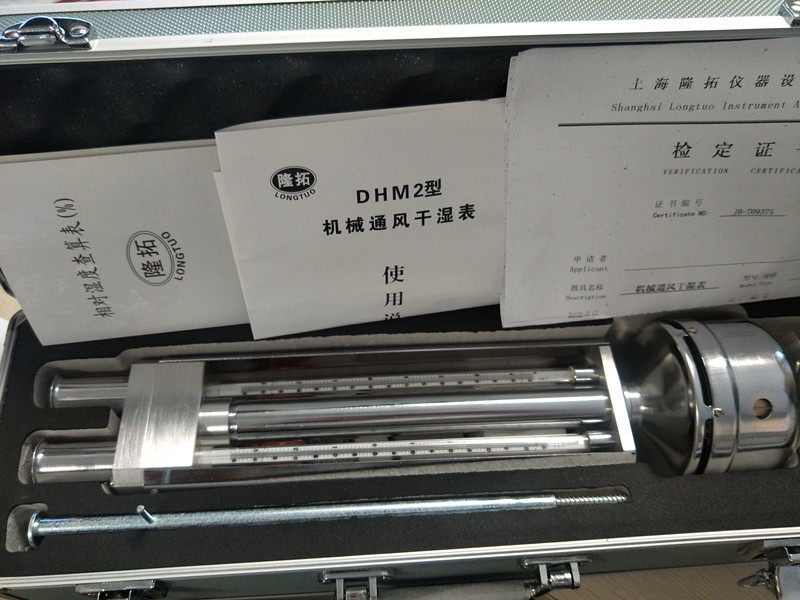 相对湿度查算表(%)
隆拓
LONGTUO
隆拓
LONGTUO
DHM2型
机械通风干湿表
使用
上海隆拓仪器设
Shanghai Longtuo Instrument
检定证
VERIFICATION
证书编号
Certificate NO:
JB-709375
申请者
Applicant
器具名称
机械通风干湿表
型号/规格
Description
Model/Type